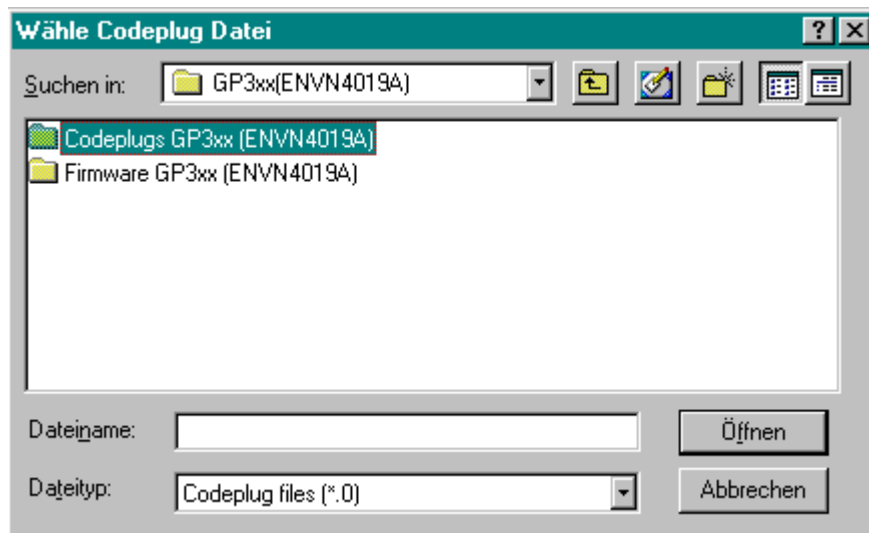 Wähle Codeplug Datei
Suchen in: GP3xx(ENVN4019A)
Codeplugs GP3xx (ENVN4019A)
Firmware GP3xx (ENVN4019A)
Dateiname: Öffnen
Dateityp: Codeplug files (*.0) Abbrechen